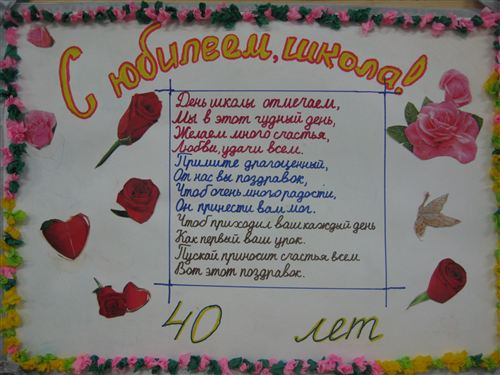 С юбилеем, школа!
День школы отмечаем,
Мы в этот чудный день,
Желаем много счастья,
Любви, удачи всем.
Примите драгоценный,
От нас вы поздравок,
Чтоб очень много радости,
Он принести вам мог.
Чтоб приходил ваш каждый день
Как первый ваш урок.
Пускай приносит счастья всем
Вот этот поздравок.
40 лет